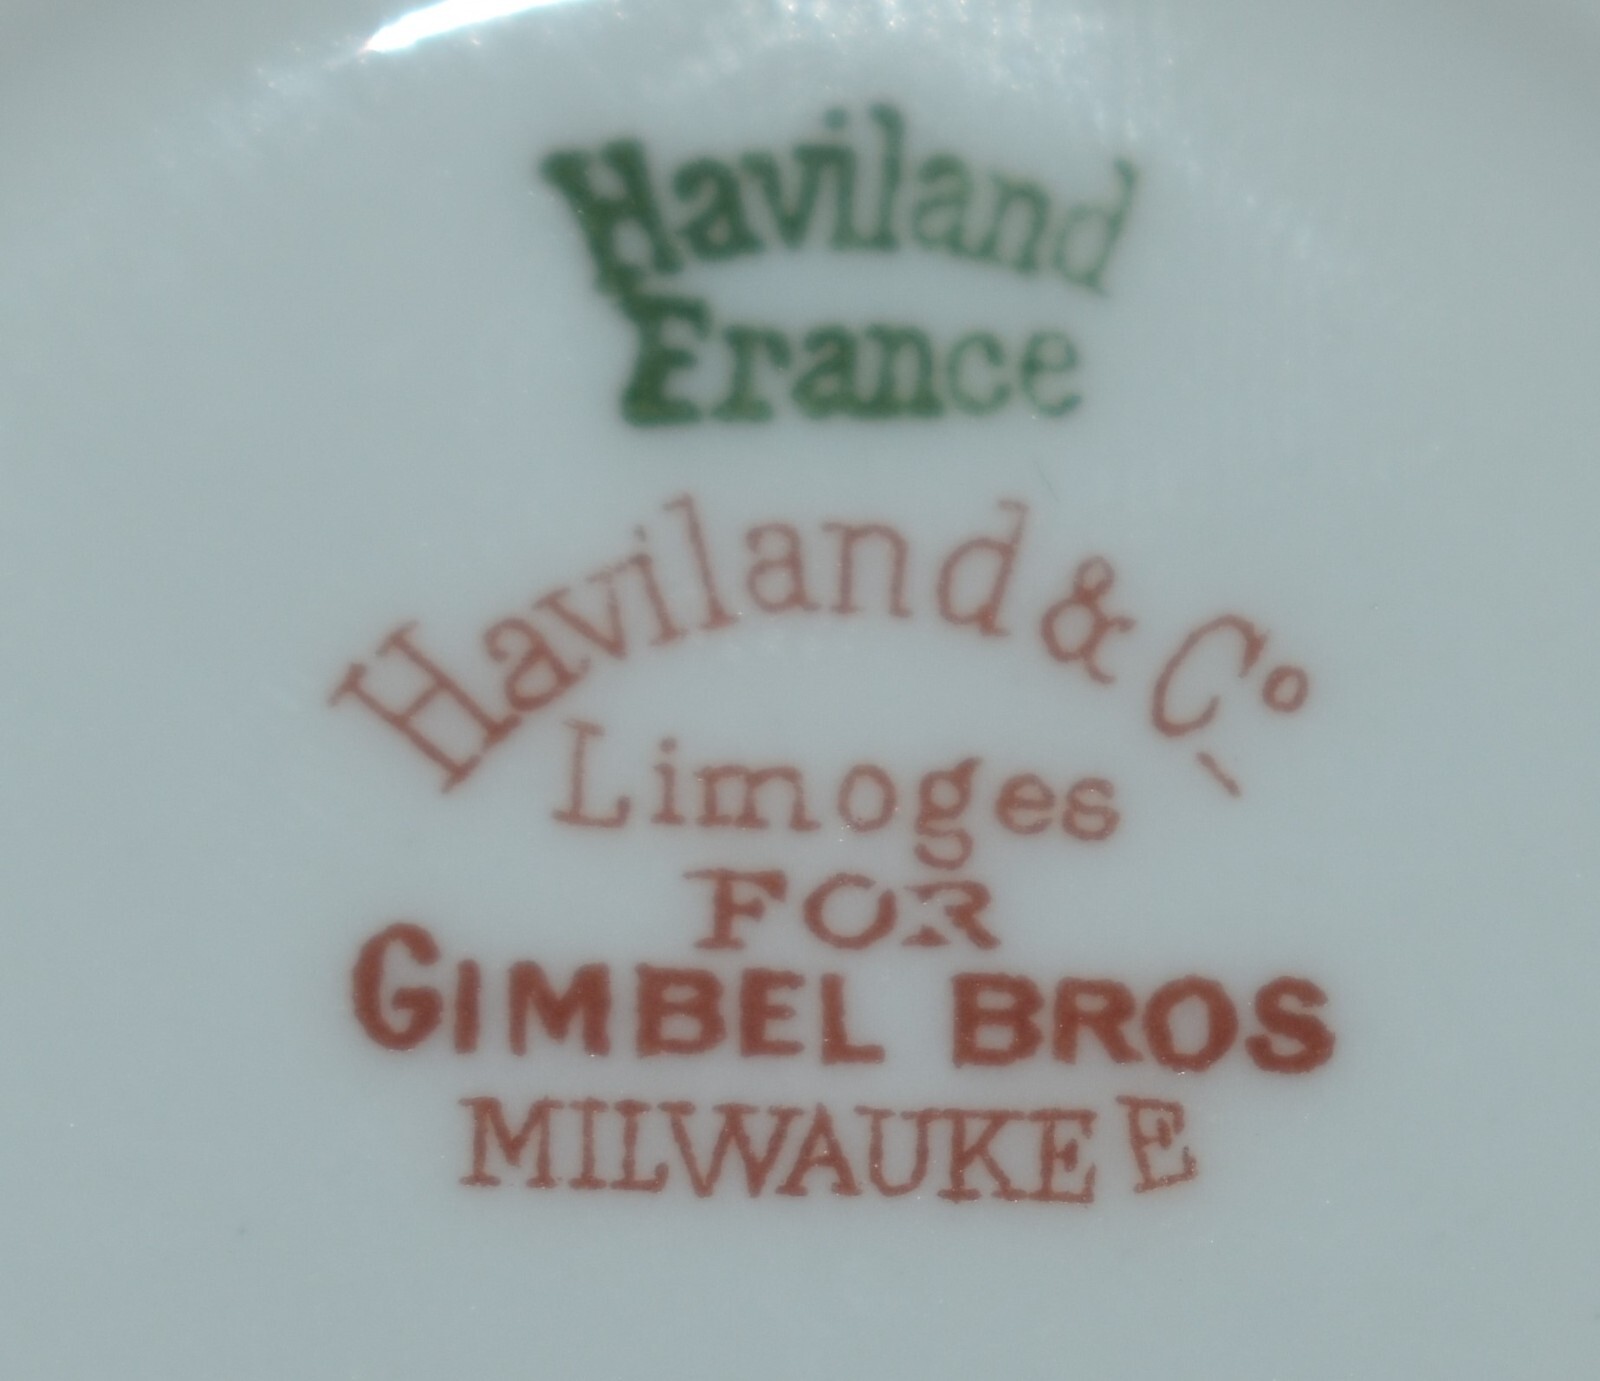 Haviland
France
Haviland & Co
Limoges
FOR
GIMBEL BROS
MILWAUKEE